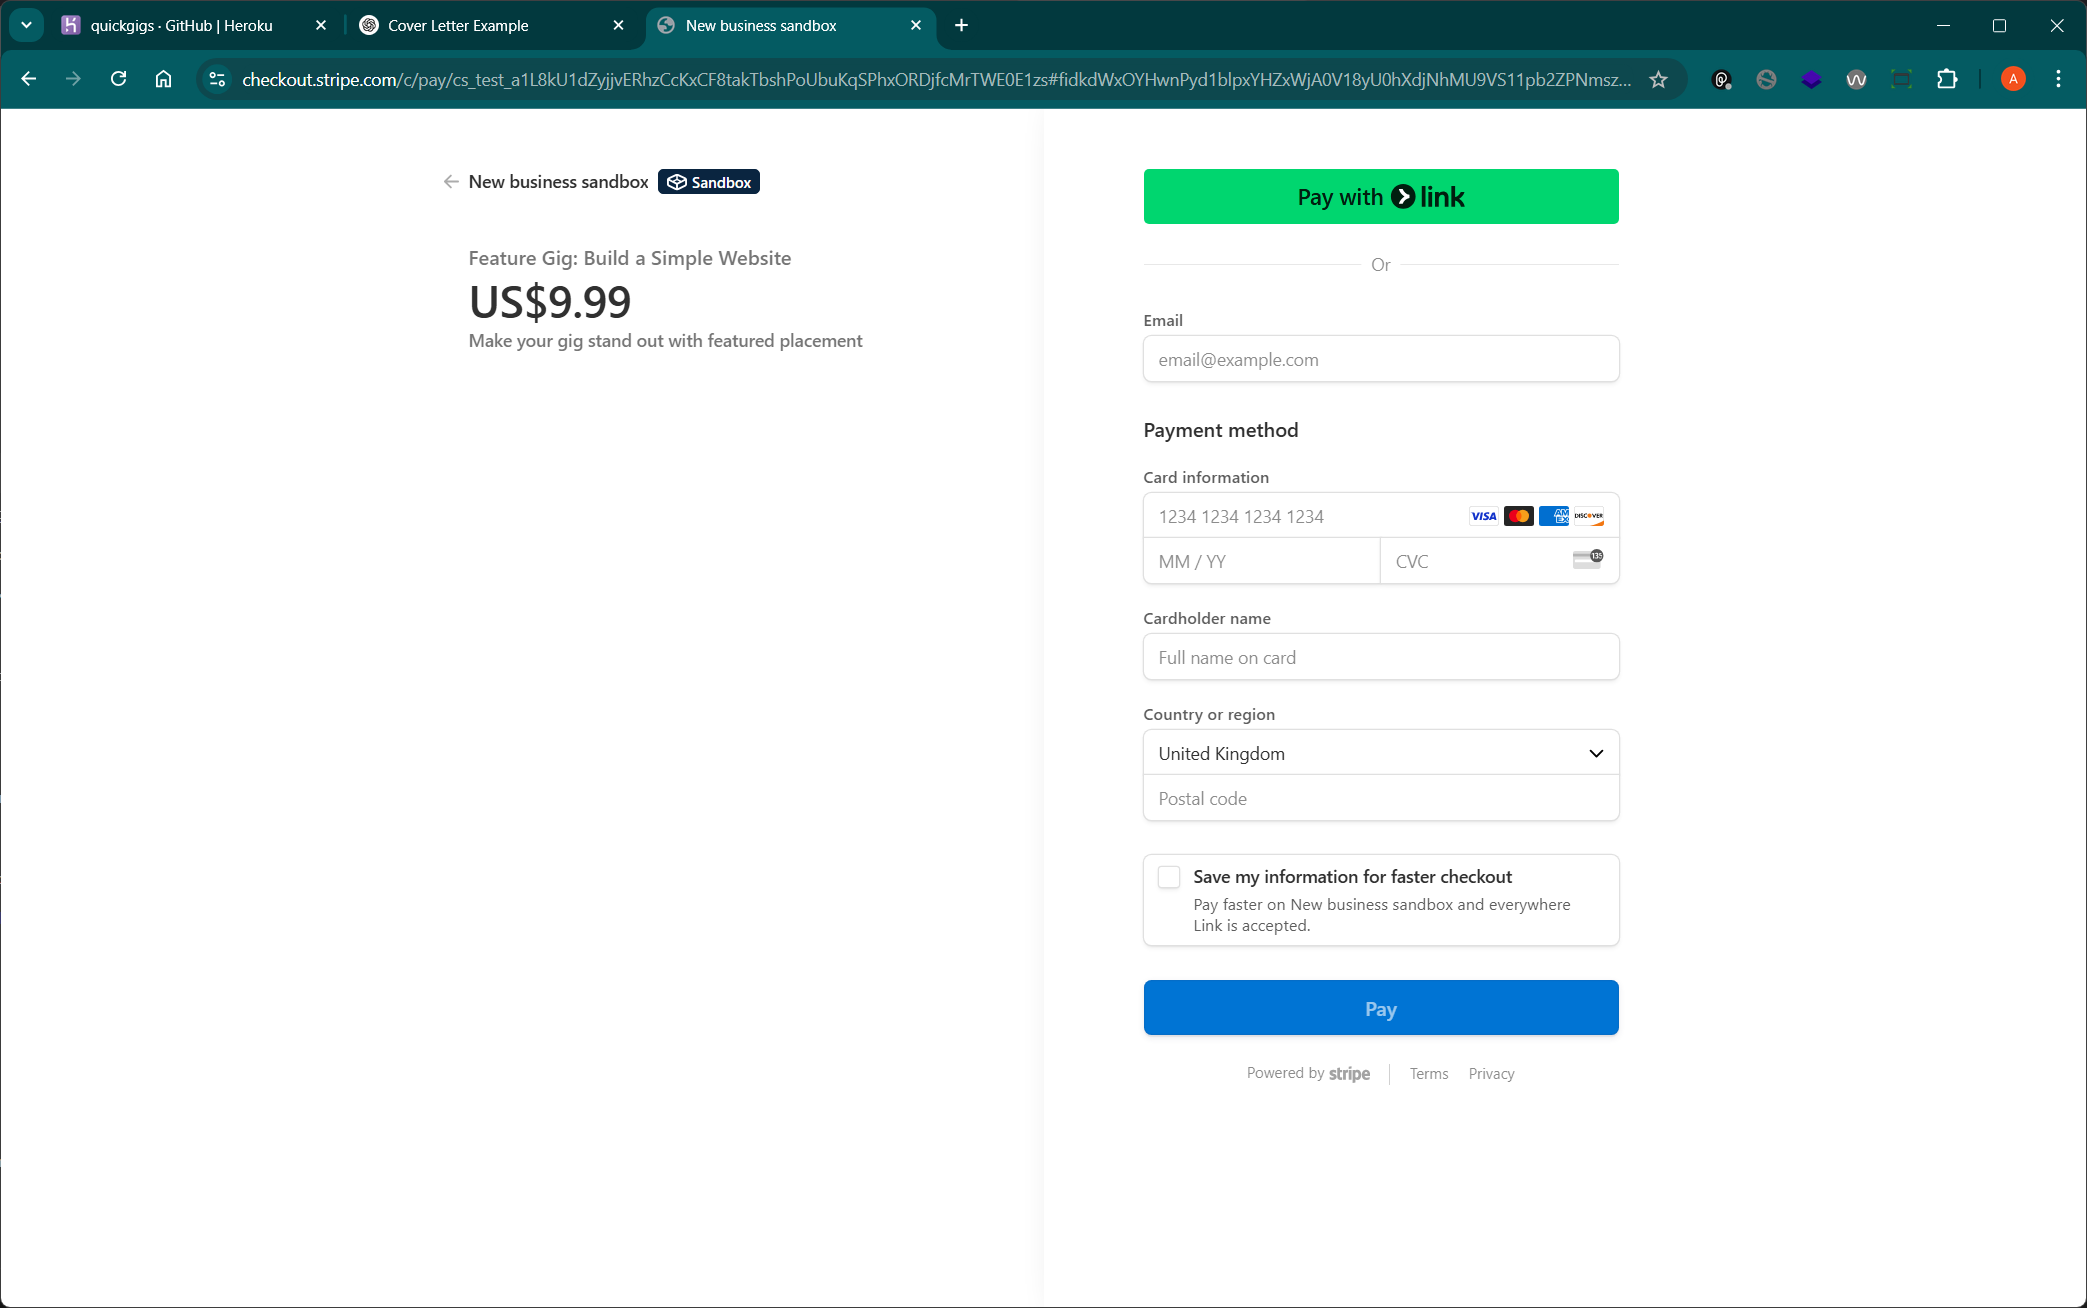 quickgigs · GitHub | Heroku
Cover Letter Example
New business sandbox
checkout.stripe.com/c/pay/cs_test_a1L8kU1dZyjjvERhzCcKxCF8takTbshPoUbuKqSPhxORDjfcMrTWE0E1zs#fidkdWxOYHwnPyd1blpxYHZxWjA0V18yU0hXdjNhMU9VS11pb2ZPNmsz...
A
New business sandbox
Sandbox
Feature Gig: Build a Simple Website
US$9.99
Make your gig stand out with featured placement
Pay with link
Or
Email
email@example.com
Payment method
Card information
1234 1234 1234 1234
VISA
AM EX
DISCOVER
MM / YY
CVC
135
Cardholder name
Full name on card
Country or region
United Kingdom
Postal code
Save my information for faster checkout
Pay faster on New business sandbox and everywhere
Link is accepted.
Pay
Powered by stripe
Terms
Privacy